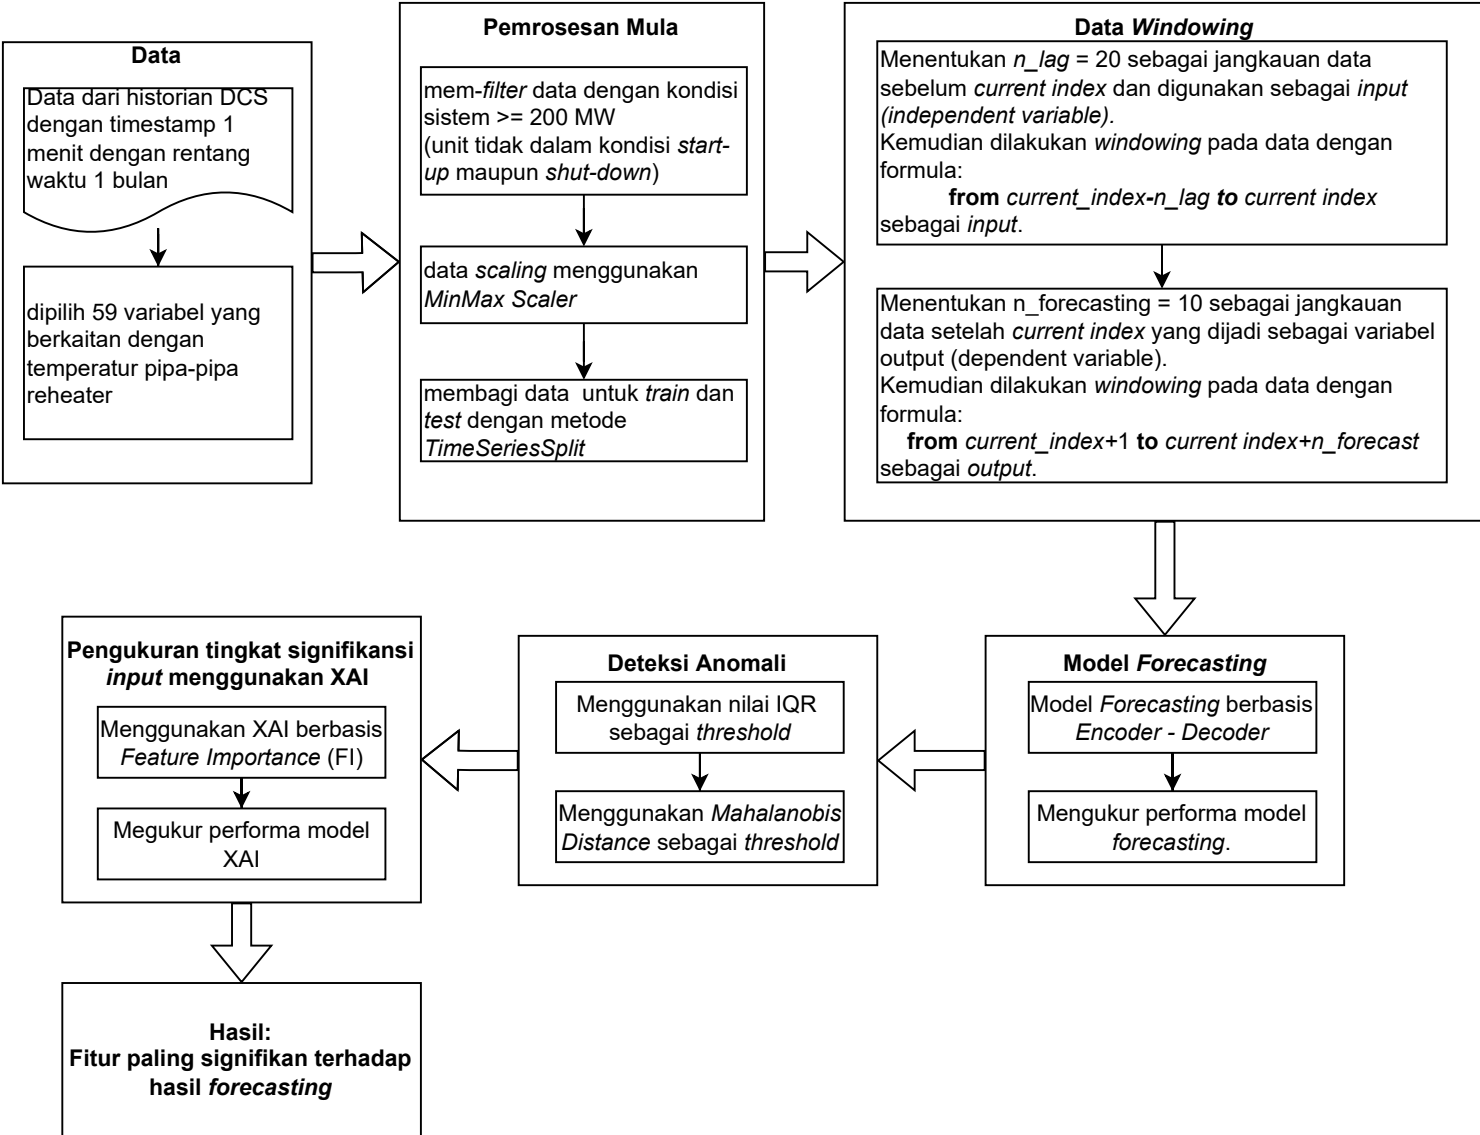 Data
Data dari historian DCS
dengan timestamp 1
menit dengan rentang
waktu 1 bulan
dipilih 59 variabel yang
berkaitan dengan
temperatur pipa-pipa
reheater
Pemrosesan Mula
mem-filter data dengan kondisi
sistem >= 200 MW
(unit tidak dalam kondisi start-
up maupun shut-down)
data scaling menggunakan
MinMax Scaler
membagi data  untuk train dan
test dengan metode
TimeSeriesSplit
Data Windowing
Menentukan n_lag = 20 sebagai jangkauan data
sebelum current index dan digunakan sebagai input
(independent variable).
Kemudian dilakukan windowing pada data dengan
formula:
from current_index-n_lag to current index
sebagai input.
Menentukan n_forecasting = 10 sebagai jangkauan
data setelah current index yang dijadi sebagai variabel
output (dependent variable).
Kemudian dilakukan windowing pada data dengan
formula:
from current_index+1 to current index+n_forecast
sebagai output.
Model Forecasting
Model Forecasting berbasis
Encoder - Decoder
Mengukur performa model
forecasting.
Deteksi Anomali
Menggunakan nilai IQR
sebagai threshold
Menggunakan Mahalanobis
Distance sebagai threshold
Pengukuran tingkat signifikansi
input menggunakan XAI
Menggunakan XAI berbasis
Feature Importance (FI)
Megukur performa model
XAI
Hasil:
Fitur paling signifikan terhadap
hasil forecasting